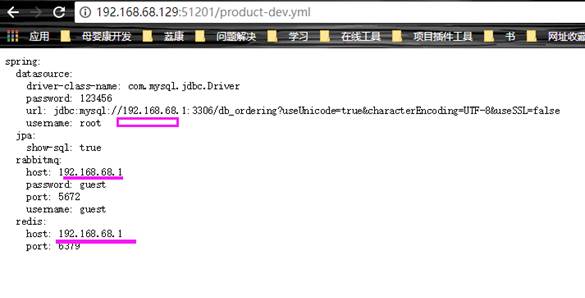 192.168.68.129:51201/product-dev.yml
应用 母婴康开发 蓝康 问题解决 学习 在线工具 项目插件工具 书 网址收藏
spring:
  datasource:
    driver-class-name: com.mysql.jdbc.Driver
    password: 123456
    url: jdbc:mysql://192.168.68.1:3306/db_ordering?useUnicode=true&characterEncoding=UTF-8&useSSL=false
    username: root
  jpa:
    show-sql: true
  rabbitmq:
    host: 192.168.68.1
    password: guest
    port: 5672
    username: guest
  redis:
    host: 192.168.68.1
    port: 6379